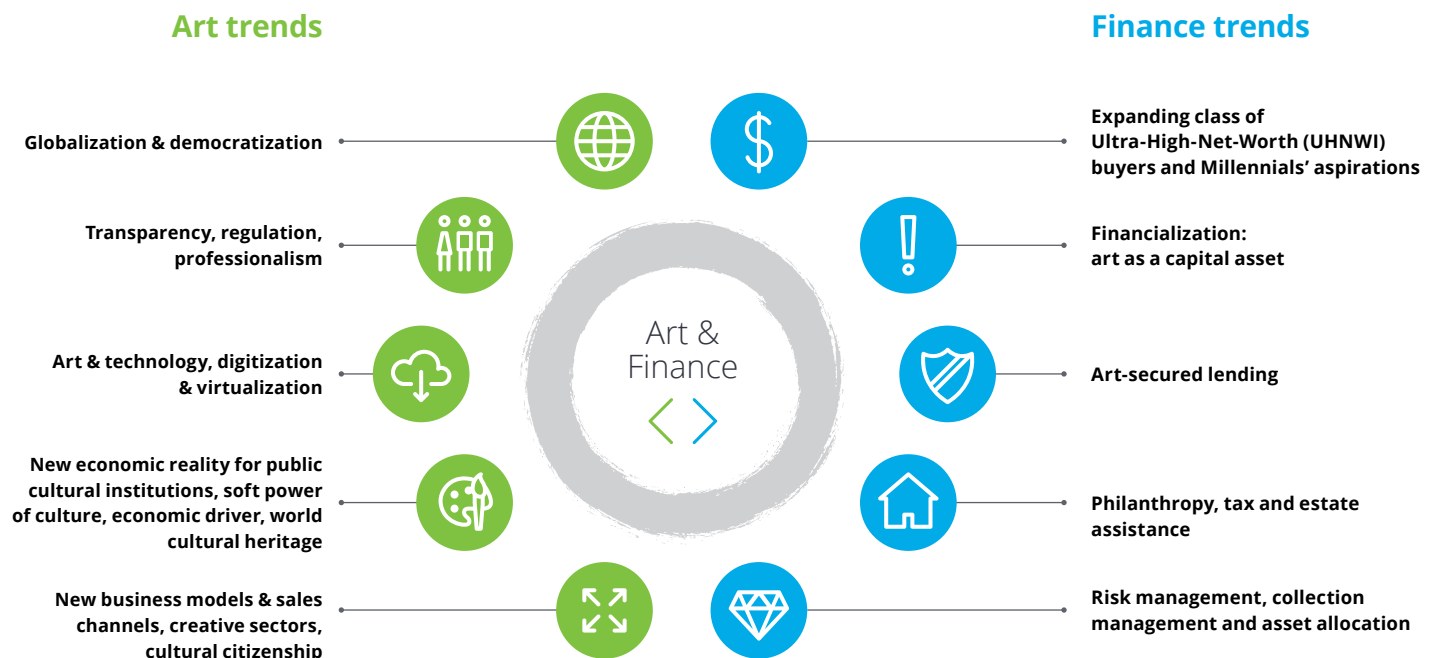 Art trends
Globalization & democratization
Transparency, regulation,
professionalism
Art & technology, digitization
& virtualization
New economic reality for public
cultural institutions, soft power
of culture, economic driver, world
cultural heritage
New business models & sales
channels, creative sectors,
cultural citizenship
Art &
Finance
Finance trends
Expanding class of
Ultra-High-Net-Worth (UHNWI)
buyers and Millennials’ aspirations
Financialization:
art as a capital asset
Art-secured lending
Philanthropy, tax and estate
assistance
Risk management, collection
management and asset allocation